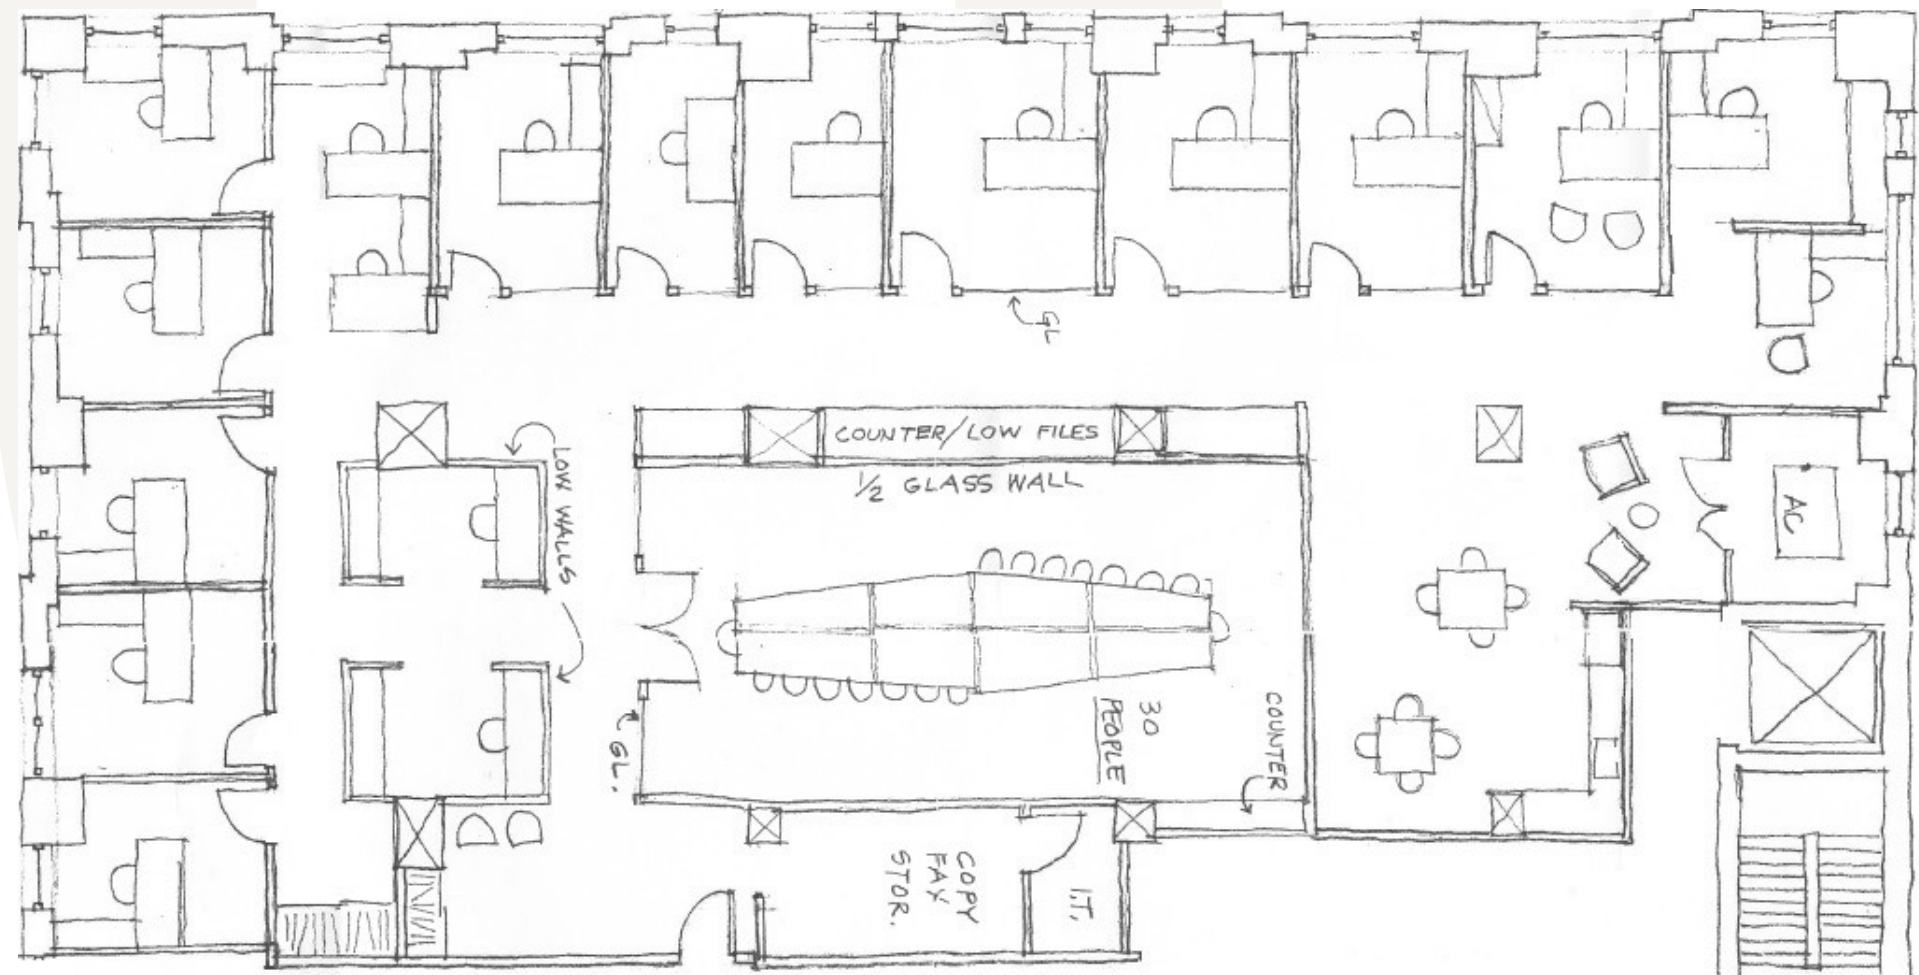 GL
COUNTER/LOW FILES
1/2 GLASS WALL
LOW WALLS
AC
30
PEOPLE
COUNTER
GL.
COPY
FAX
STOR.
I.T.